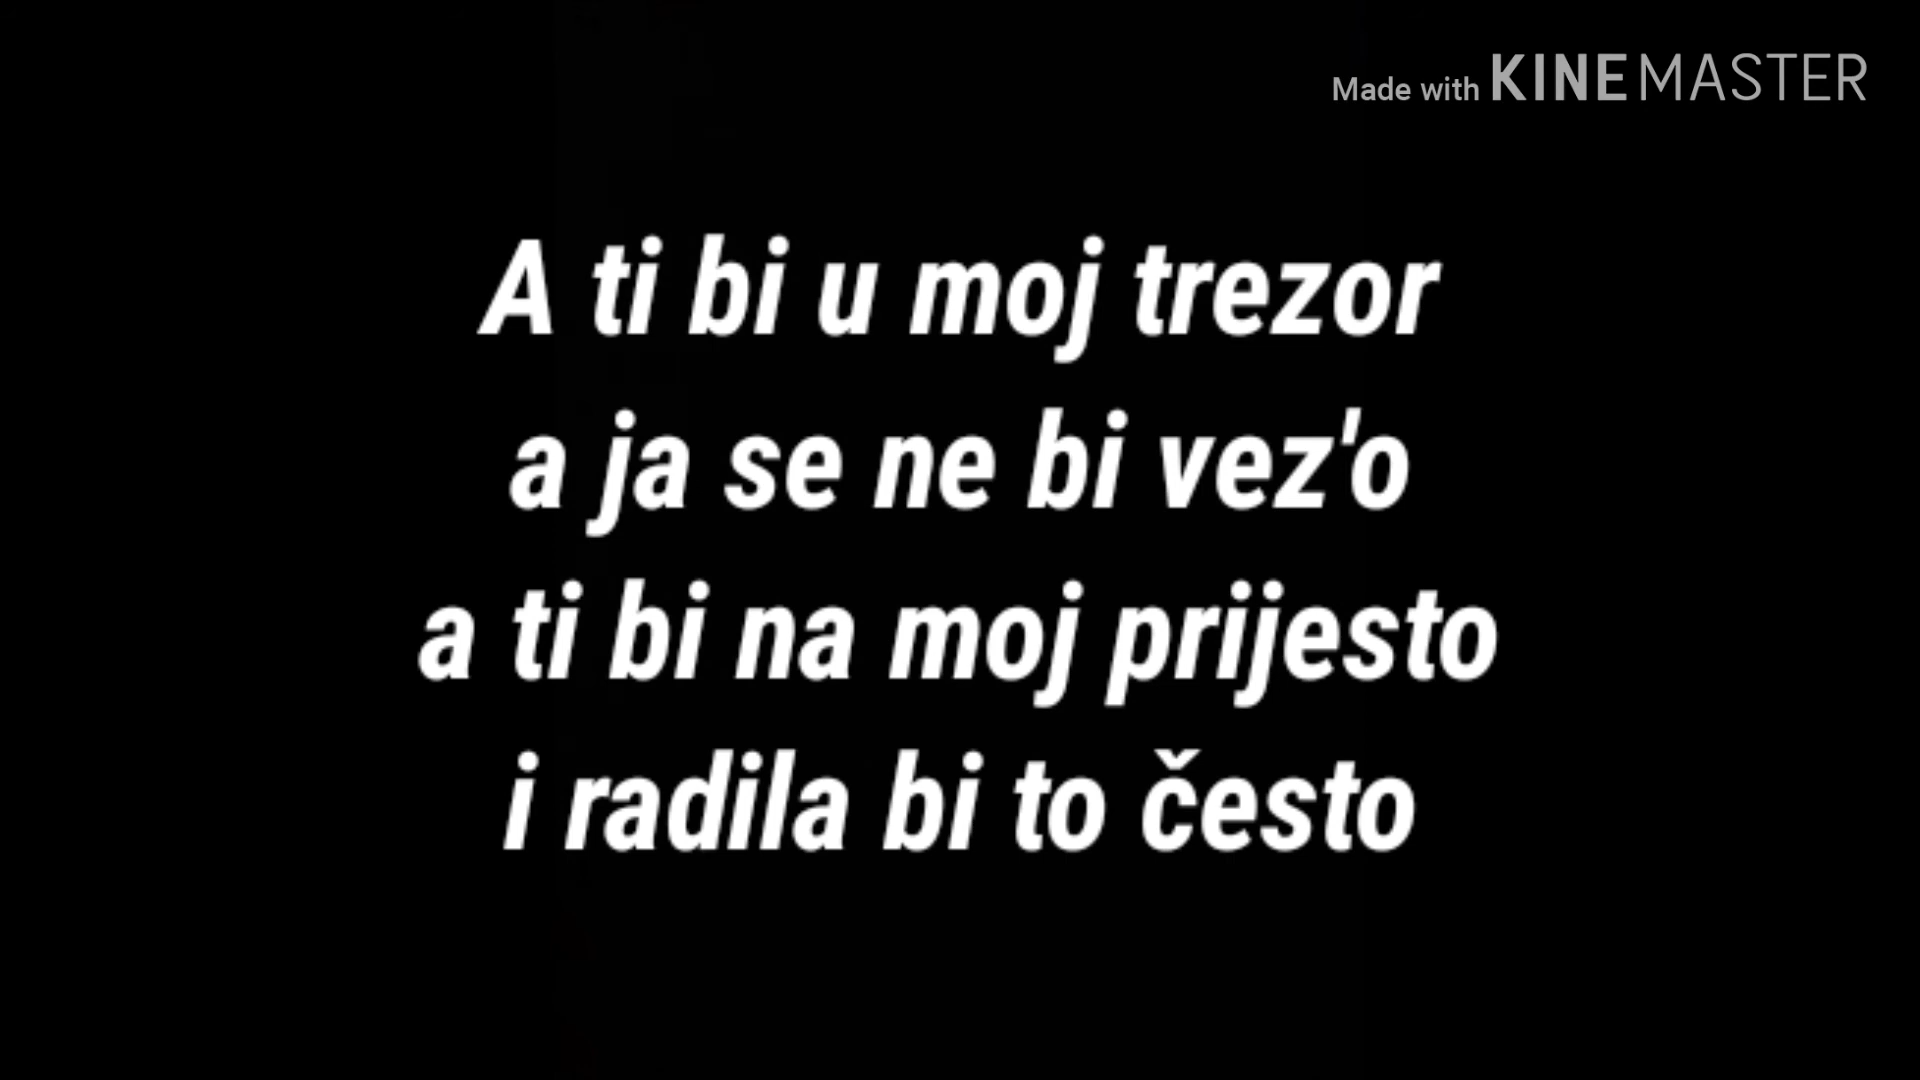 Made with KINEMASTER
A ti bi u moj trezor
a ja se ne bi vez'o
a ti bi na moj prijesto
i radila bi to često